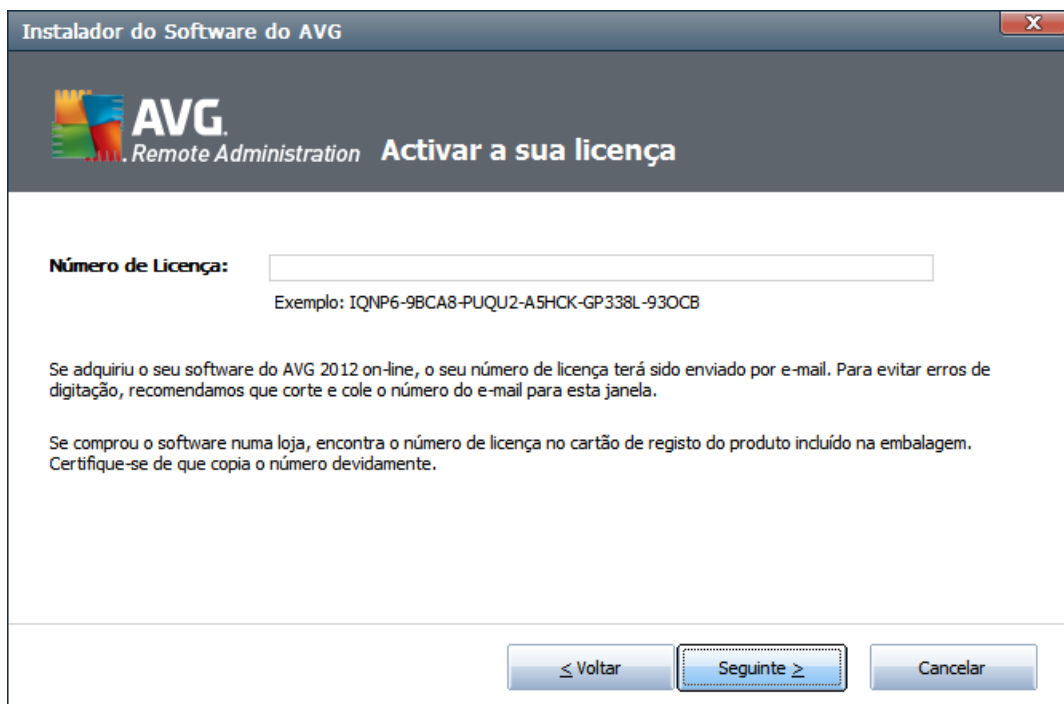 Instalador do Software do AVG
X
AVG.
Remote Administration
Activar a sua licença
Número de Licença:
Exemplo: IQNP6-9BCA8-PUQU2-A5HCK-GP338L-93OCB
Se adquiriu o seu software do AVG 2012 on-line, o seu número de licença terá sido enviado por e-mail. Para evitar erros de
digitação, recomendamos que corte e cole o número do e-mail para esta janela.
Se comprou o software numa loja, encontra o número de licença no cartão de registo do produto incluído na embalagem.
Certifique-se de que copia o número devidamente.
< Voltar
Seguinte >
Cancelar